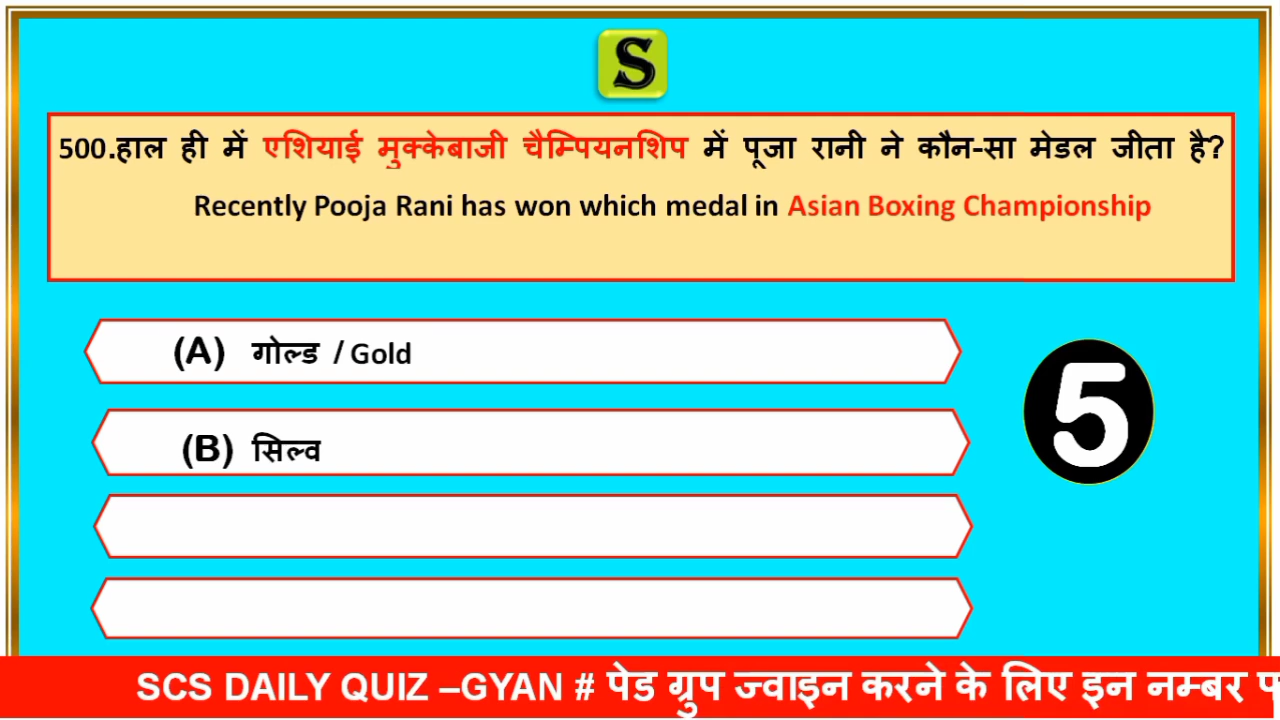 S
500.हाल ही में एशियाई मुक्केबाजी चैम्पियनशिप में पूजा रानी ने कौन-सा मेडल जीता है?
Recently Pooja Rani has won which medal in Asian Boxing Championship
(A) गोल्ड / Gold
(B) सिल्व
5
SCS DAILY QUIZ –GYAN # पेड ग्रुप ज्वाइन करने के लिए इन नम्बर प